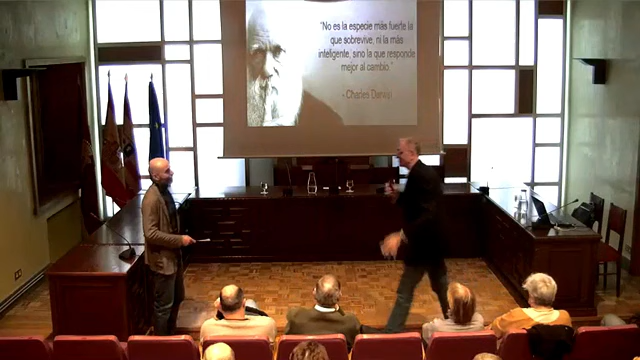 "No es la especie más fuerte la
que sobrevive, ni la más
inteligente, sino la que responde
mejor al cambio."
- Charles Darwin